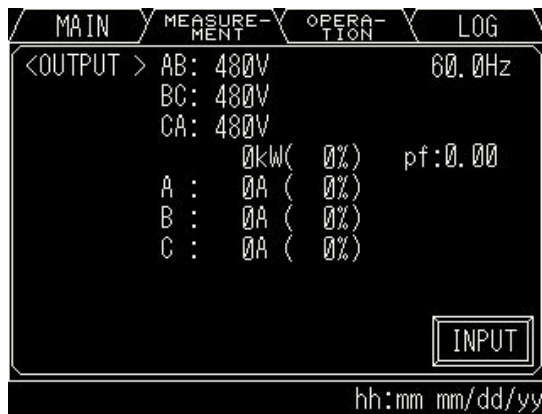 MAIN MEASURE-MENT OPERA-TION LOG
<OUTPUT > AB: 480V 60.0Hz
BC: 480V
CA: 480V
0kW( 0%) pf:0.00
A : 0A ( 0%)
B : 0A ( 0%)
C : 0A ( 0%)
INPUT
hh:mm mm/dd/yy